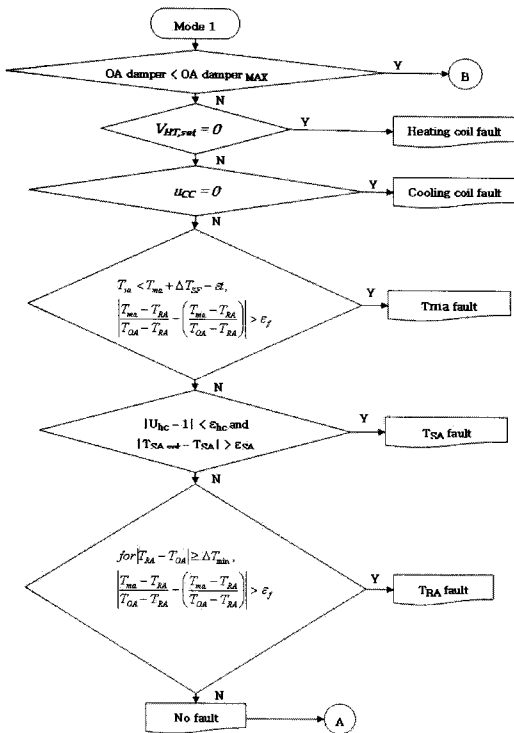 Mode 1
OA damper < OA damper MAX
Y
B
N
V_HT,set = 0
Y
Heating coil fault
N
u_CC = 0
Y
Cooling coil fault
N
T_sa < T_ma + ΔT_SF − εt,
|(T_ma − T_RA)/(T_OA − T_RA) − ((T_ma − T_RA)/(T_OA − T_RA))| > ε_f
Y
Tma fault
N
|U_hc − 1| < ε_hc and
|T_SA set − T_SA| > ε_SA
Y
T_SA fault
N
for |T_RA − T_OA| ≥ ΔT_min,
|(T_ma − T_RA)/(T_OA − T_RA) − ((T_ma − T_RA)/(T_OA − T_RA))| > ε_f
Y
T_RA fault
N
No fault
A